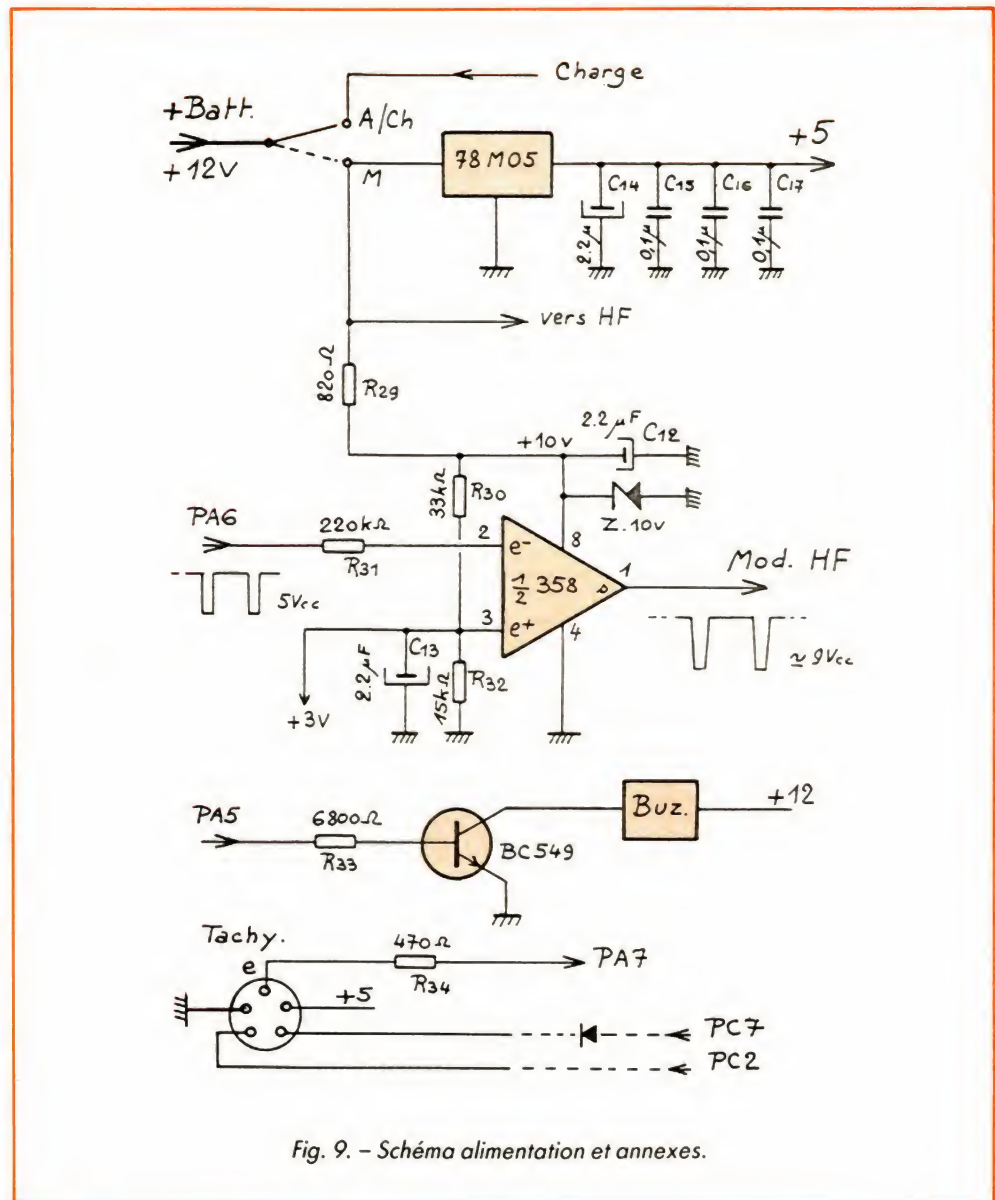 Charge
+Batt.
+12V
A/Ch
M
78M05
+5
C14
C15
C16
C17
2.2µ
0,1µ
0,1µ
0,1µ
vers HF
820Ω
R29
2.2µF
C12
+10v
33kΩ
R30
Z.10v
PA6
220kΩ
R31
2
e-
8
1/2 358
s
1
Mod. HF
5Vcc
3
e+
4
≃9Vcc
C13
2.2µF
R32
15kΩ
+3V
PA5
6800Ω
R33
BC549
Buz.
+12
Tachy.
e
470Ω
R34
PA7
+5
PC7
PC2
Fig. 9. – Schéma alimentation et annexes.